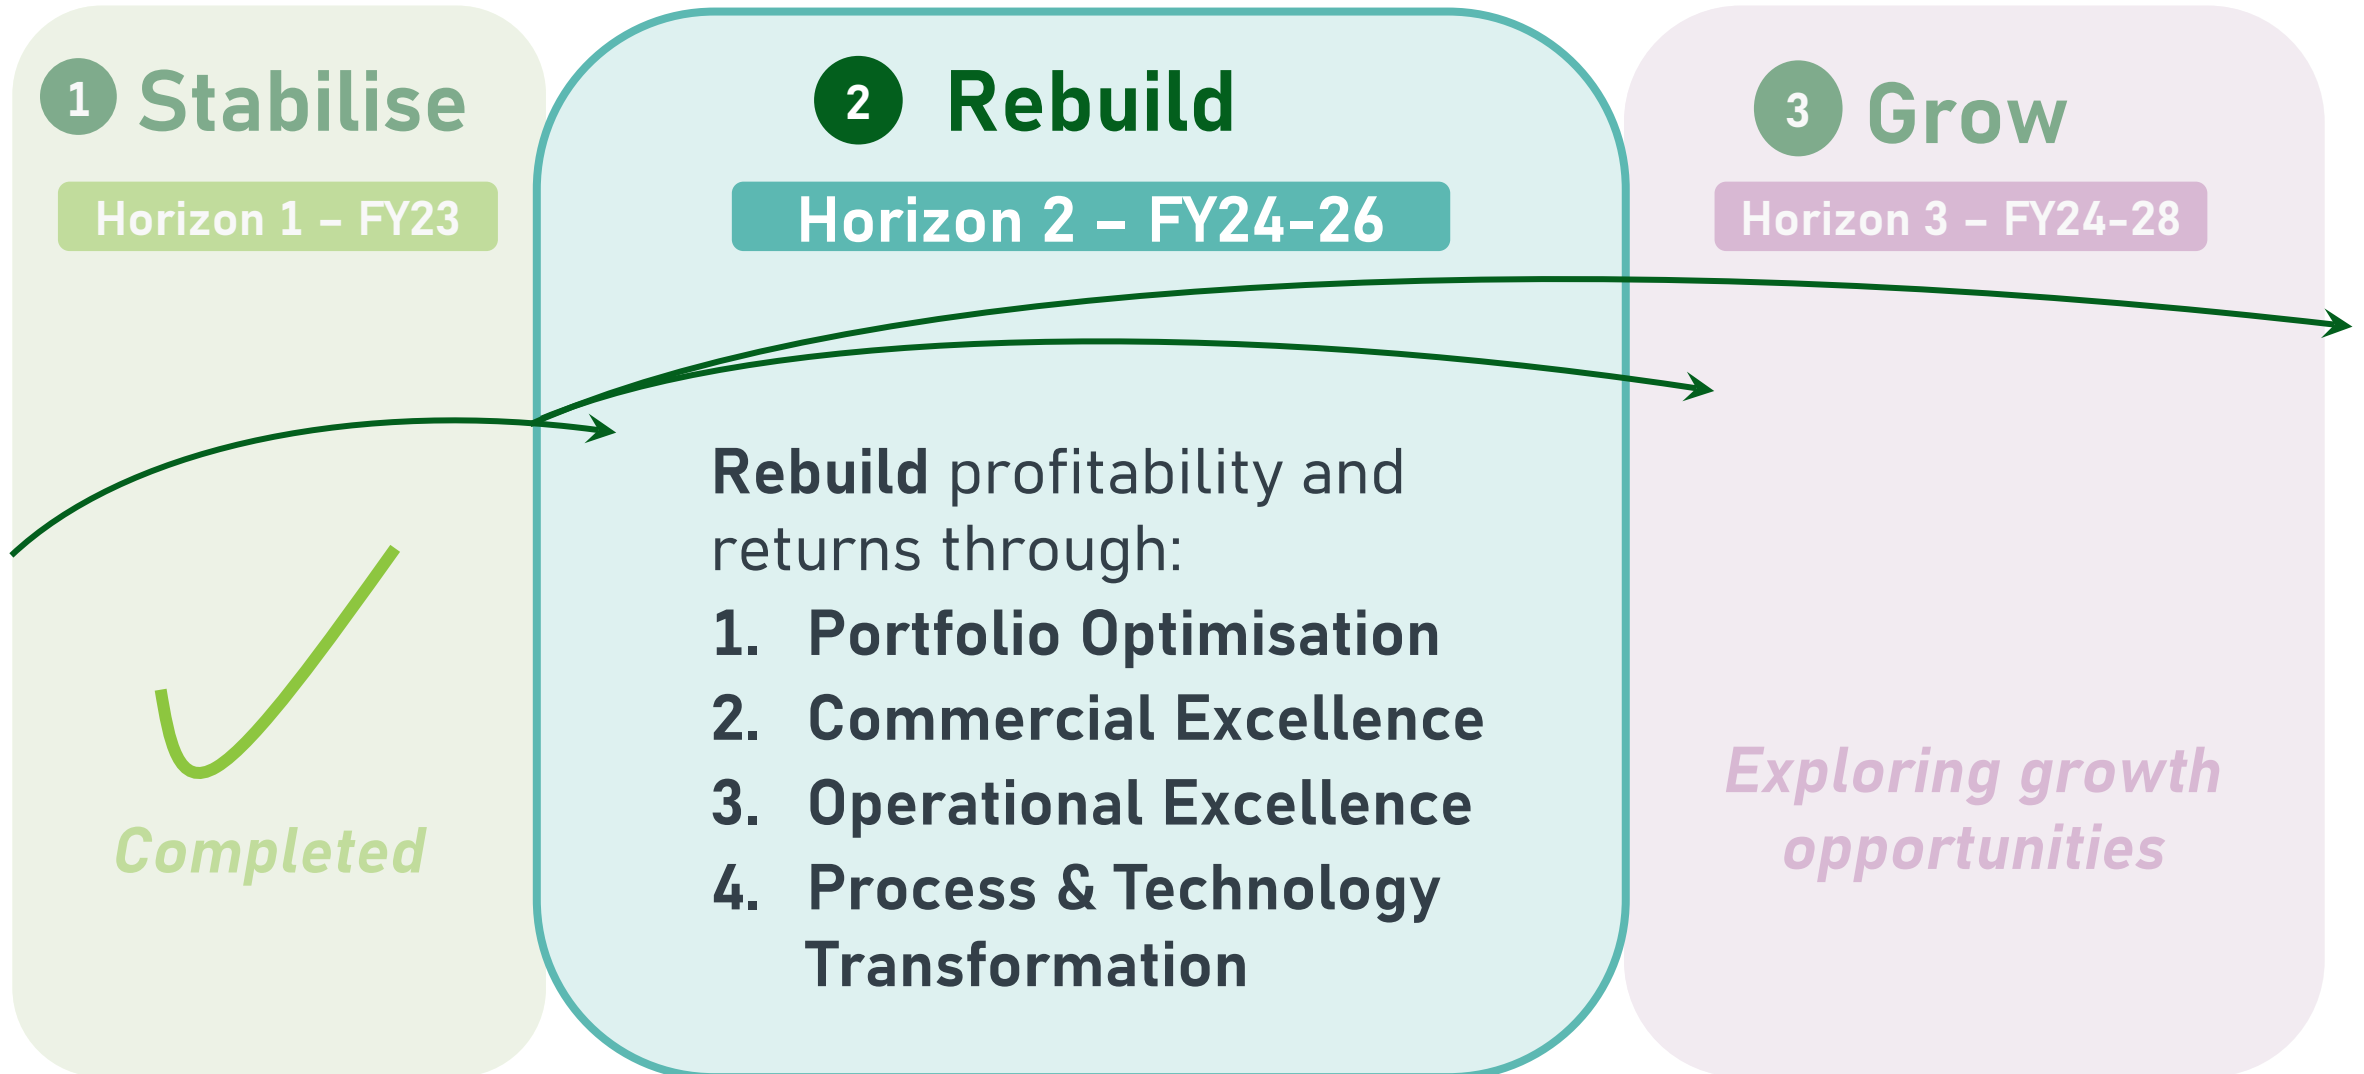 1 Stabilise
Horizon 1 – FY23
Completed
2 Rebuild
Horizon 2 – FY24-26
Rebuild profitability and
returns through:
1. Portfolio Optimisation
2. Commercial Excellence
3. Operational Excellence
4. Process & Technology
Transformation
3 Grow
Horizon 3 – FY24-28
Exploring growth
opportunities